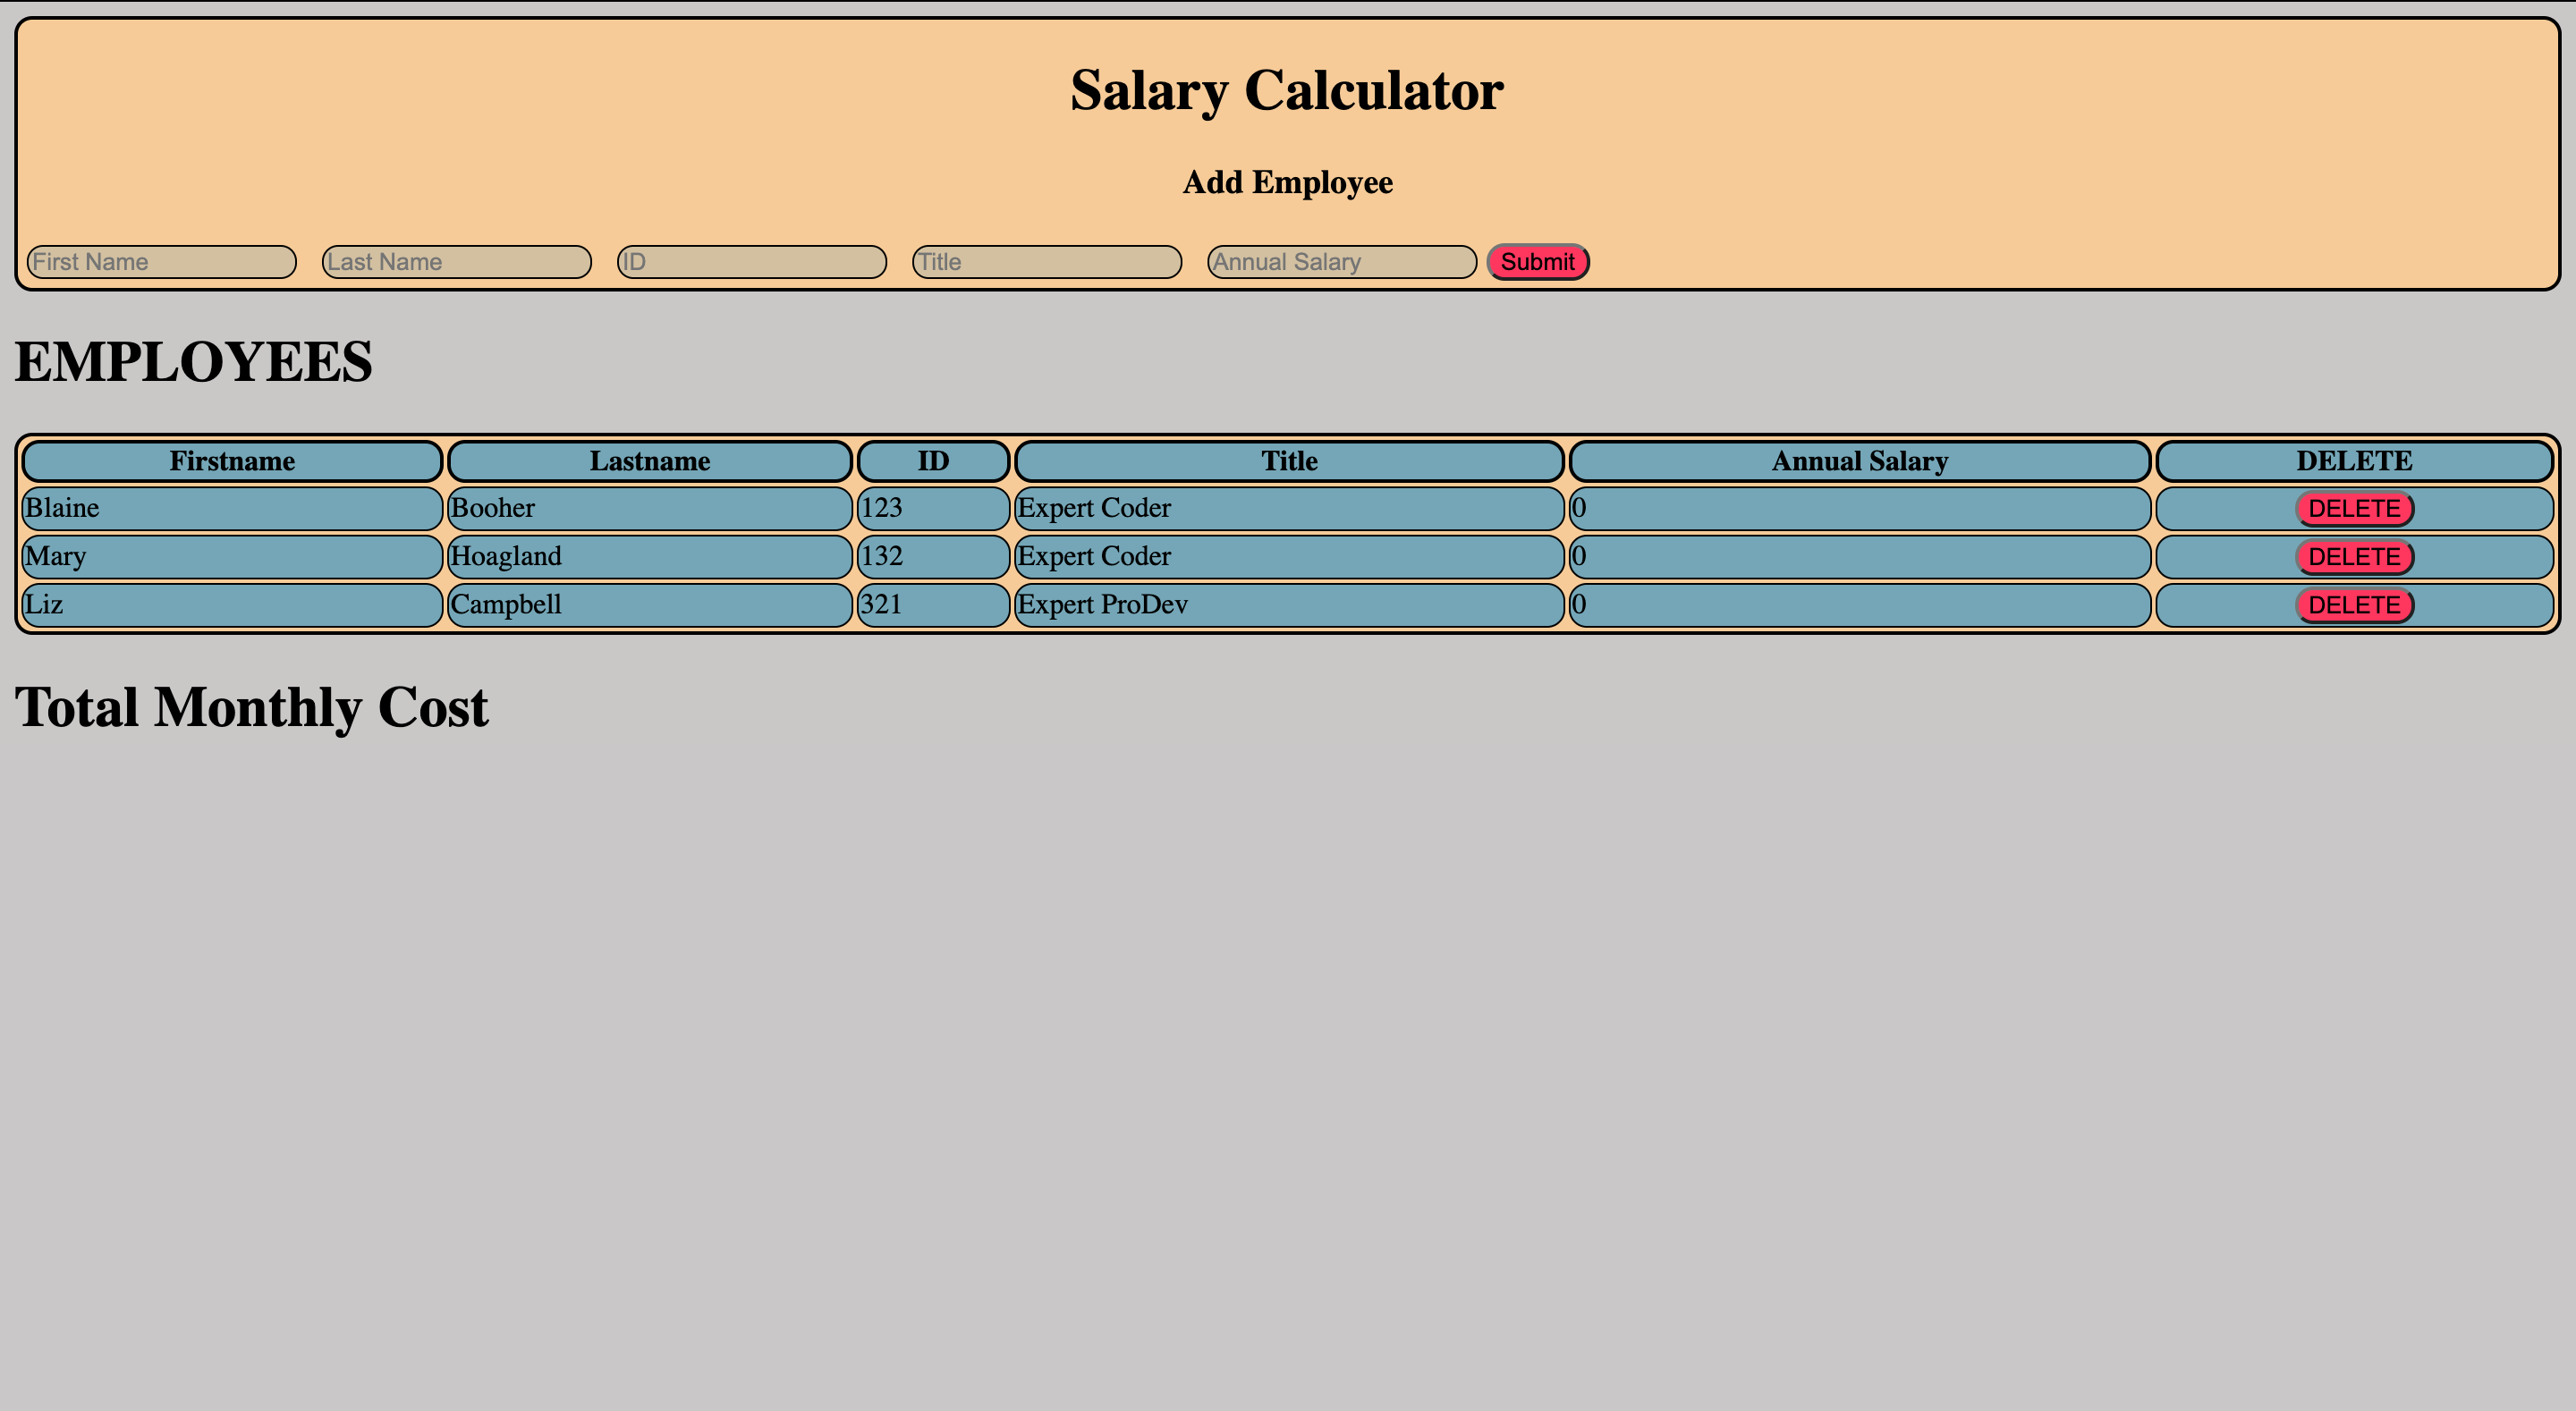 Salary Calculator
Add Employee
First Name Last Name ID Title Annual Salary Submit
EMPLOYEES
Firstname Lastname ID Title Annual Salary DELETE
Blaine Booher 123 Expert Coder 0 DELETE
Mary Hoagland 132 Expert Coder 0 DELETE
Liz Campbell 321 Expert ProDev 0 DELETE
Total Monthly Cost